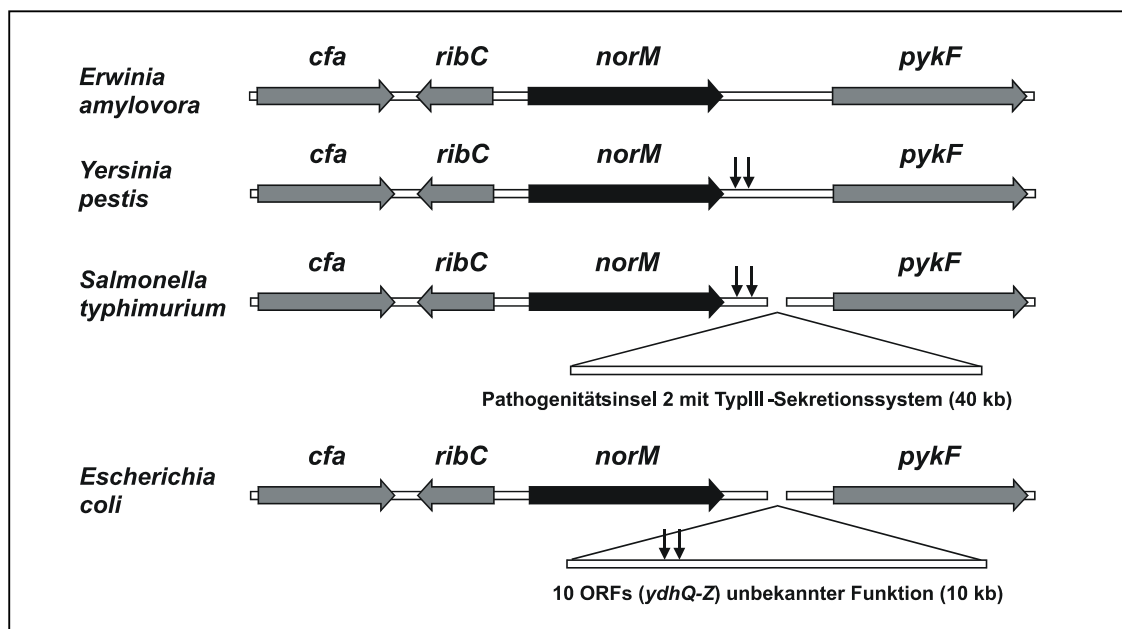 cfa ribC norM pykF
Erwinia
amylovora
cfa ribC norM pykF
Yersinia
pestis
cfa ribC norM pykF
Salmonella
typhimurium
Pathogenitätsinsel 2 mit TypIII-Sekretionssystem (40 kb)
cfa ribC norM pykF
Escherichia
coli
10 ORFs (ydhQ-Z) unbekannter Funktion (10 kb)